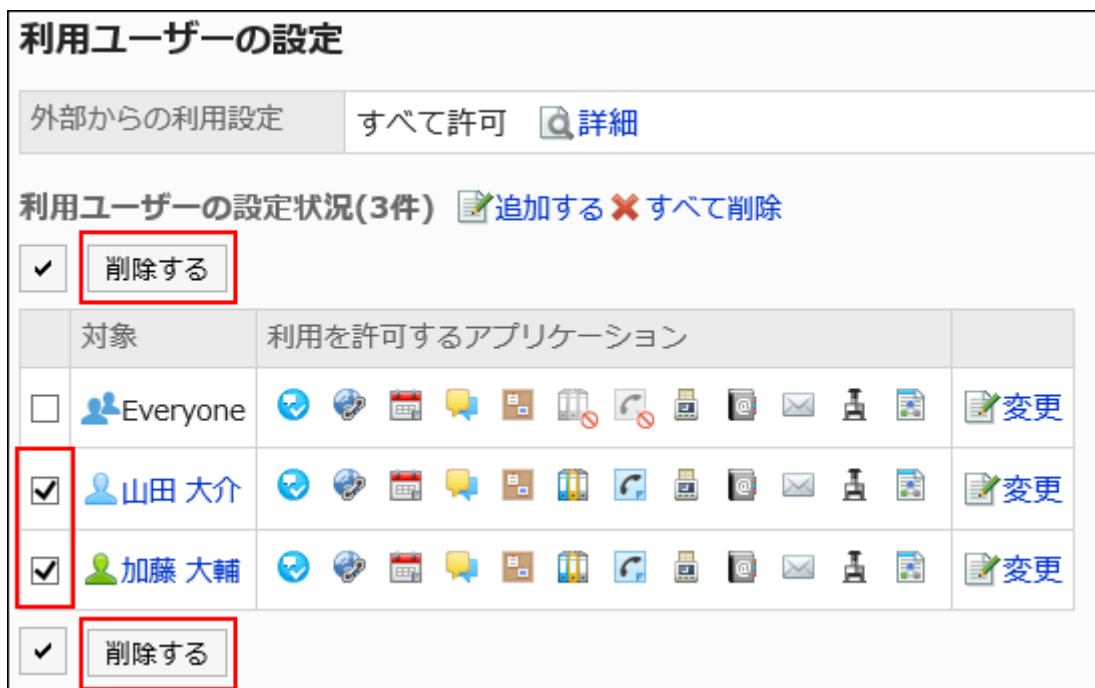 利用ユーザーの設定
外部からの利用設定 すべて許可 詳細
利用ユーザーの設定状況(3件) 追加する すべて削除
削除する
対象 利用を許可するアプリケーション
Everyone 変更
山田 大介 変更
加藤 大輔 変更
削除する